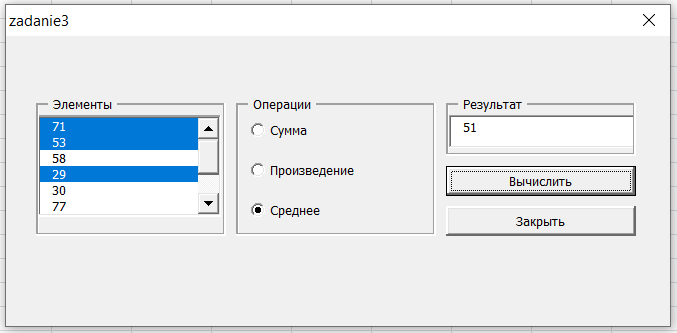 zadanie3
Элементы
71
53
58
29
30
77
Операции
Сумма
Произведение
Среднее
Результат
51
Вычислить
Закрыть